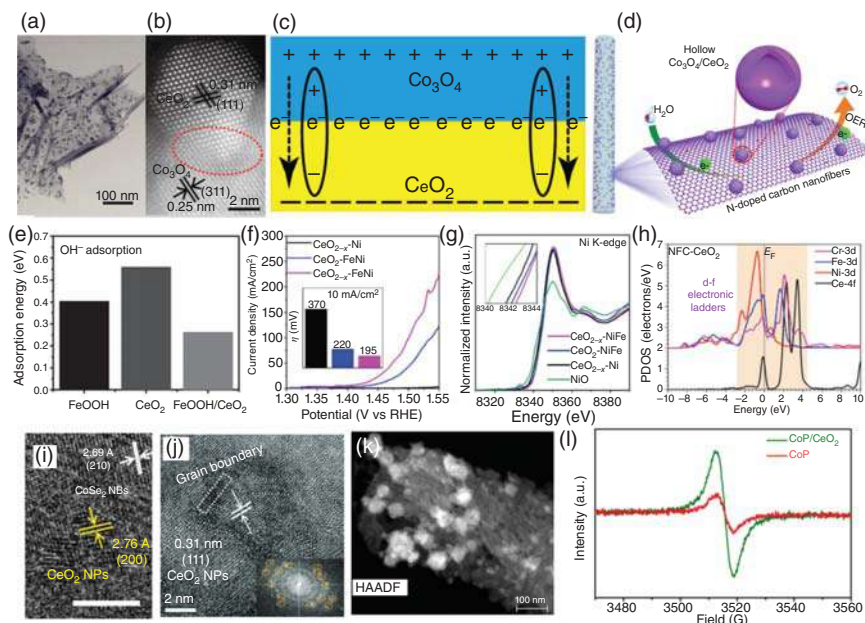 (a)
100 nm
(b)
0.31 nm
CeO2
(111)
Co3O4
(311)
0.25 nm
2 nm
(c)
+ + + + + + + + + +
Co3O4
+ +
e− e− e− e− e− e− e− e− e− e−
− −
CeO2
(d)
Hollow
Co3O4/CeO2
H2O
O2
OER
e-
e-
N-doped carbon nanofibers
(e)
OH− adsorption
Adsorption energy (eV)
0.7
0.6
0.5
0.4
0.3
0.2
0.1
0.0
FeOOH
CeO2
FeOOH/CeO2
(f)
CeO2−x-Ni
CeO2-FeNi
CeO2−x-FeNi
10 mA/cm2
370
220
195
η (mV)
Current density (mA/cm2)
300
250
200
150
100
50
0
1.30 1.35 1.40 1.45 1.50 1.55
Potential (V vs RHE)
(g)
Ni K-edge
8340 8342 8344
CeO2−x-NiFe
CeO2-NiFe
CeO2−x-Ni
NiO
Normalized intensity (a.u.)
8320 8340 8360 8380
Energy (eV)
(h)
NFC-CeO2
EF
Cr-3d
Fe-3d
Ni-3d
Ce-4f
d-f
electronic
ladders
PDOS (electrons/eV)
10
8
6
4
2
0
−10 −8 −6 −4 −2 0 2 4 6 8 10
Energy (eV)
(i)
2.69 A
(210)
CoSe2 NBs
2.76 A
(200)
CeO2 NPs
(j)
Grain boundary
0.31 nm
(111)
CeO2 NPs
2 nm
(k)
HAADF
100 nm
(l)
CoP/CeO2
CoP
Intensity (a.u.)
3480 3500 3520 3540 3560
Field (G)